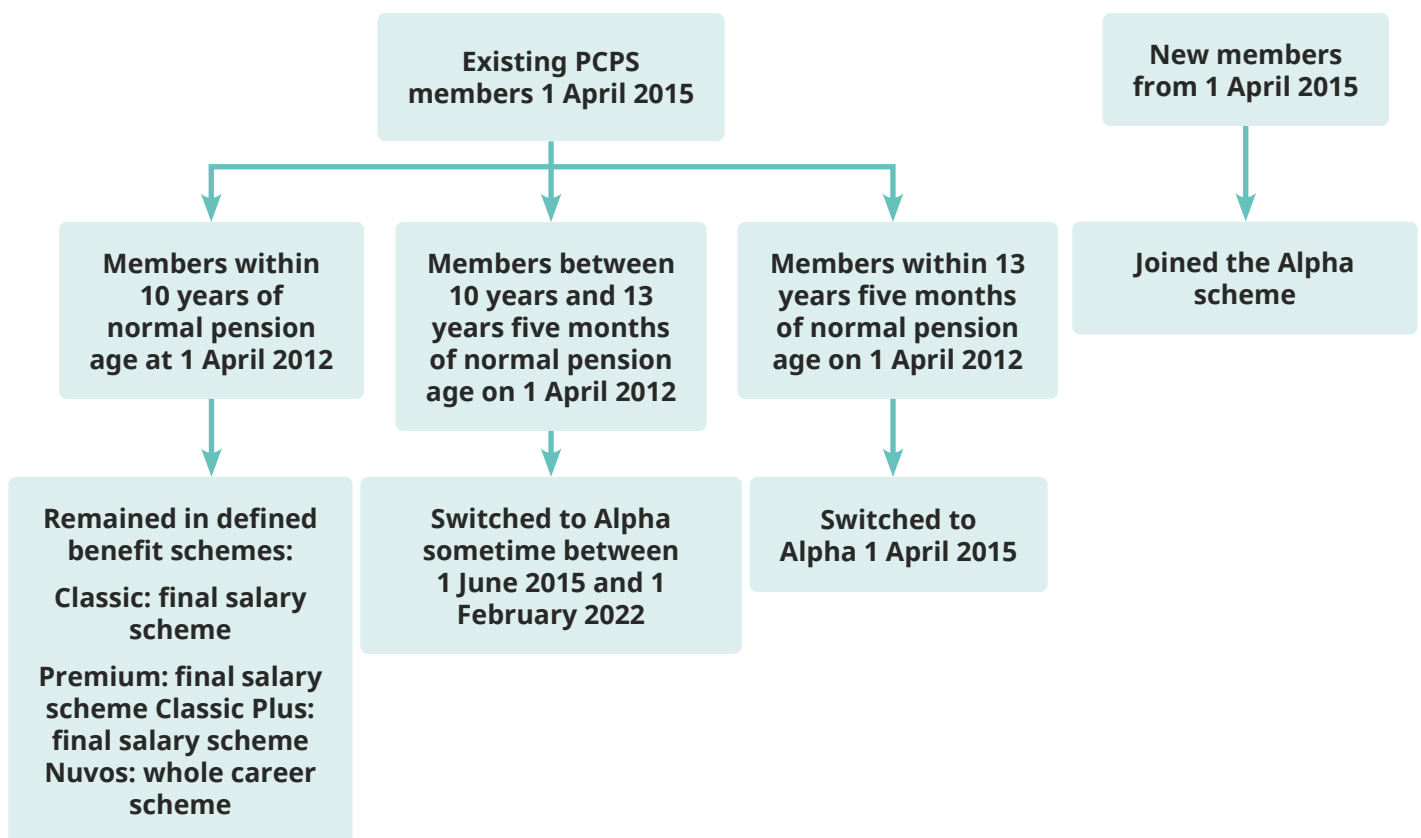 Existing PCPS
members 1 April 2015
New members
from 1 April 2015
Members within
10 years of
normal pension
age at 1 April 2012
Members between
10 years and 13
years five months
of normal pension
age on 1 April 2012
Members within 13
years five months
of normal pension
age on 1 April 2012
Joined the Alpha
scheme
Remained in defined
benefit schemes:
Classic: final salary
scheme
Premium: final salary
scheme Classic Plus:
final salary scheme
Nuvos: whole career
scheme
Switched to Alpha
sometime between
1 June 2015 and 1
February 2022
Switched to
Alpha 1 April 2015